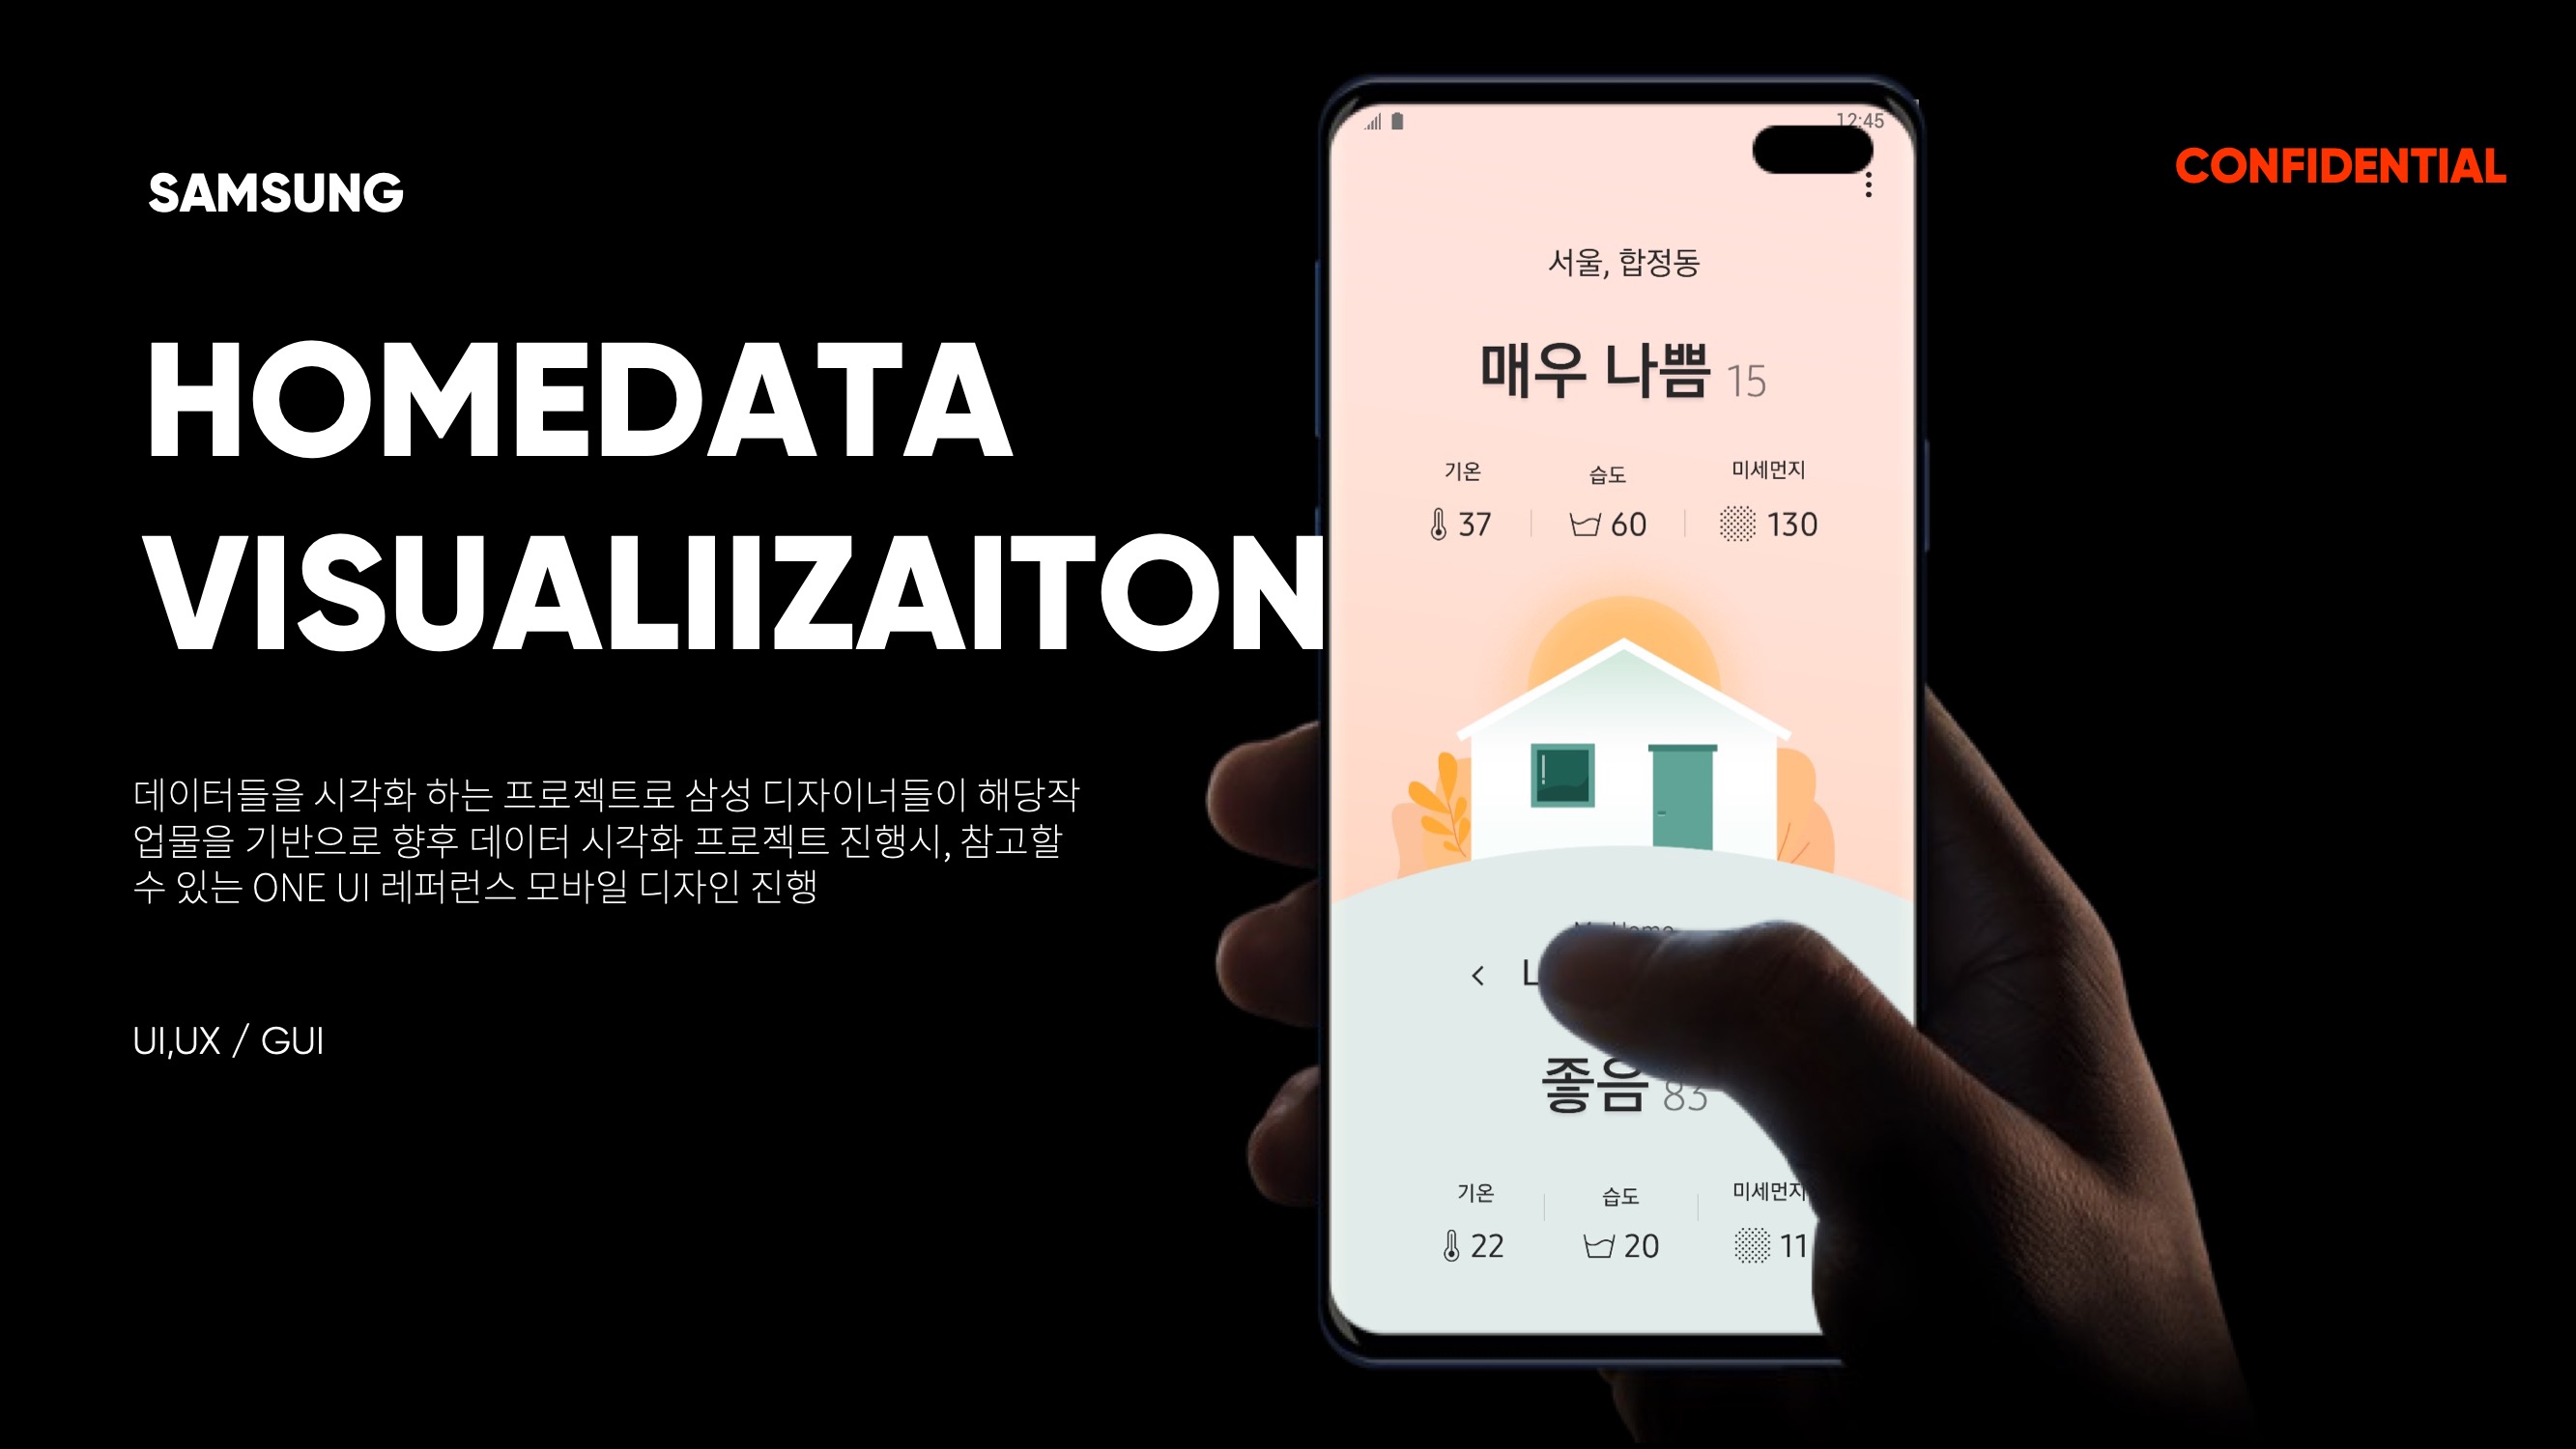 SAMSUNG
CONFIDENTIAL
HOMEDATA
VISUALIIZAITON
데이터들을 시각화 하는 프로젝트로 삼성 디자이너들이 해당작
업물을 기반으로 향후 데이터 시각화 프로젝트 진행시, 참고할
수 있는 ONE UI 레퍼런스 모바일 디자인 진행
UI,UX / GUI
12:45
서울, 합정동
매우 나쁨 15
기온 습도 미세먼지
37 60 130
좋음 83
기온 습도 미세먼지
22 20 11